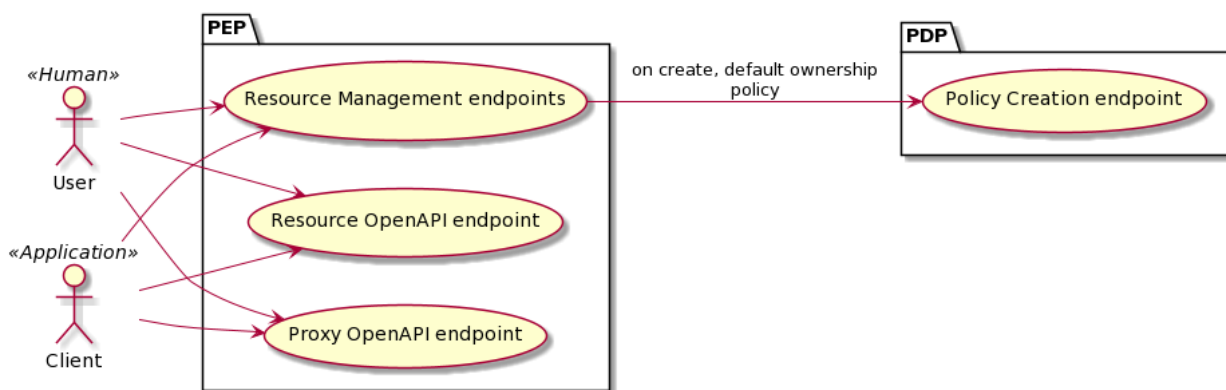 PEP
PDP
«Human»
User
«Application»
Client
Resource Management endpoints
on create, default ownership
policy
Policy Creation endpoint
Resource OpenAPI endpoint
Proxy OpenAPI endpoint